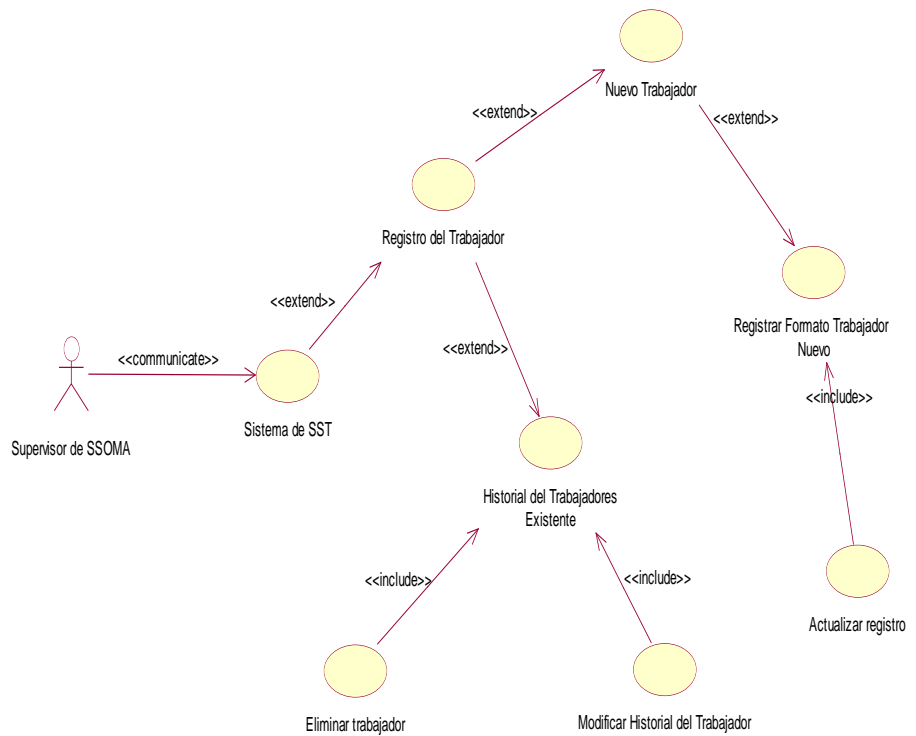 Nuevo Trabajador
<<extend>>
<<extend>>
Registro del Trabajador
<<extend>>
Registrar Formato Trabajador
Nuevo
<<communicate>>
<<extend>>
<<include>>
Sistema de SST
Supervisor de SSOMA
Historial del Trabajadores
Existente
<<include>>
<<include>>
Actualizar registro
Eliminar trabajador
Modificar Historial del Trabajador